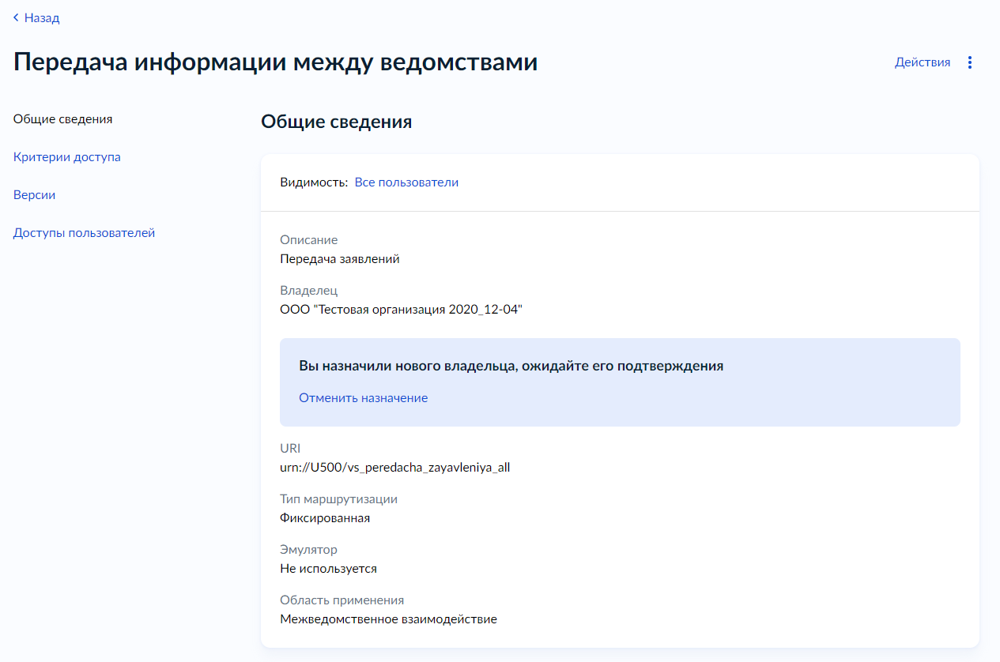 Назад
Передача информации между ведомствами
Действия
Общие сведения
Критерии доступа
Версии
Доступы пользователей
Общие сведения
Видимость: Все пользователи
Описание
Передача заявлений
Владелец
ООО "Тестовая организация 2020_12-04"
Вы назначили нового владельца, ожидайте его подтверждения
Отменить назначение
URI
urn://U500/vs_peredacha_zayavleniya_all
Тип маршрутизации
Фиксированная
Эмулятор
Не используется
Область применения
Межведомственное взаимодействие